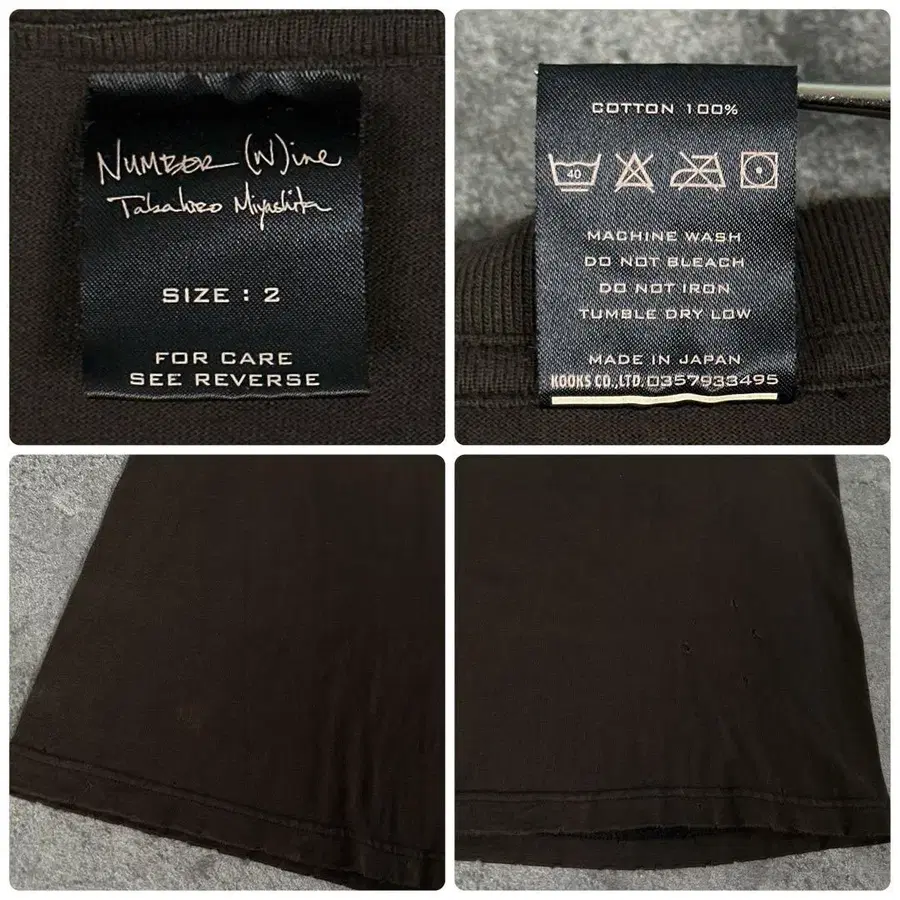 NUMBER (N)ine
Takahiro Miyashita
SIZE : 2
FOR CARE
SEE REVERSE
COTTON 100%
40
MACHINE WASH
DO NOT BLEACH
DO NOT IRON
TUMBLE DRY LOW
MADE IN JAPAN
KOOKS CO.,LTD. 0357933495